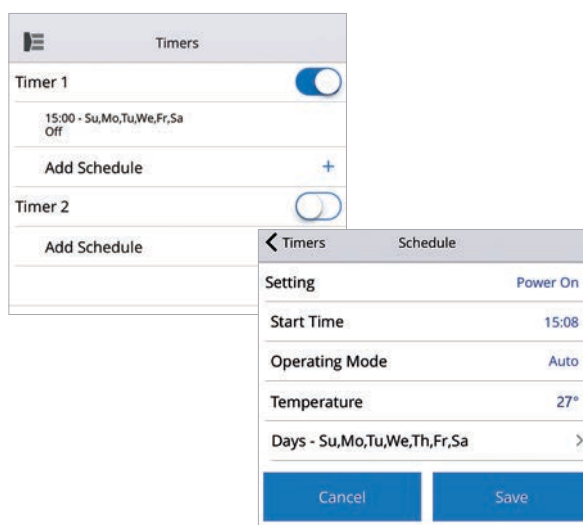 Timers
Timer 1
15:00 - Su,Mo,Tu,We,Fr,Sa
Off
Add Schedule +
Timer 2
Add Schedule
Timers Schedule
Setting Power On
Start Time 15:08
Operating Mode Auto
Temperature 27°
Days - Su,Mo,Tu,We,Th,Fr,Sa
Cancel Save